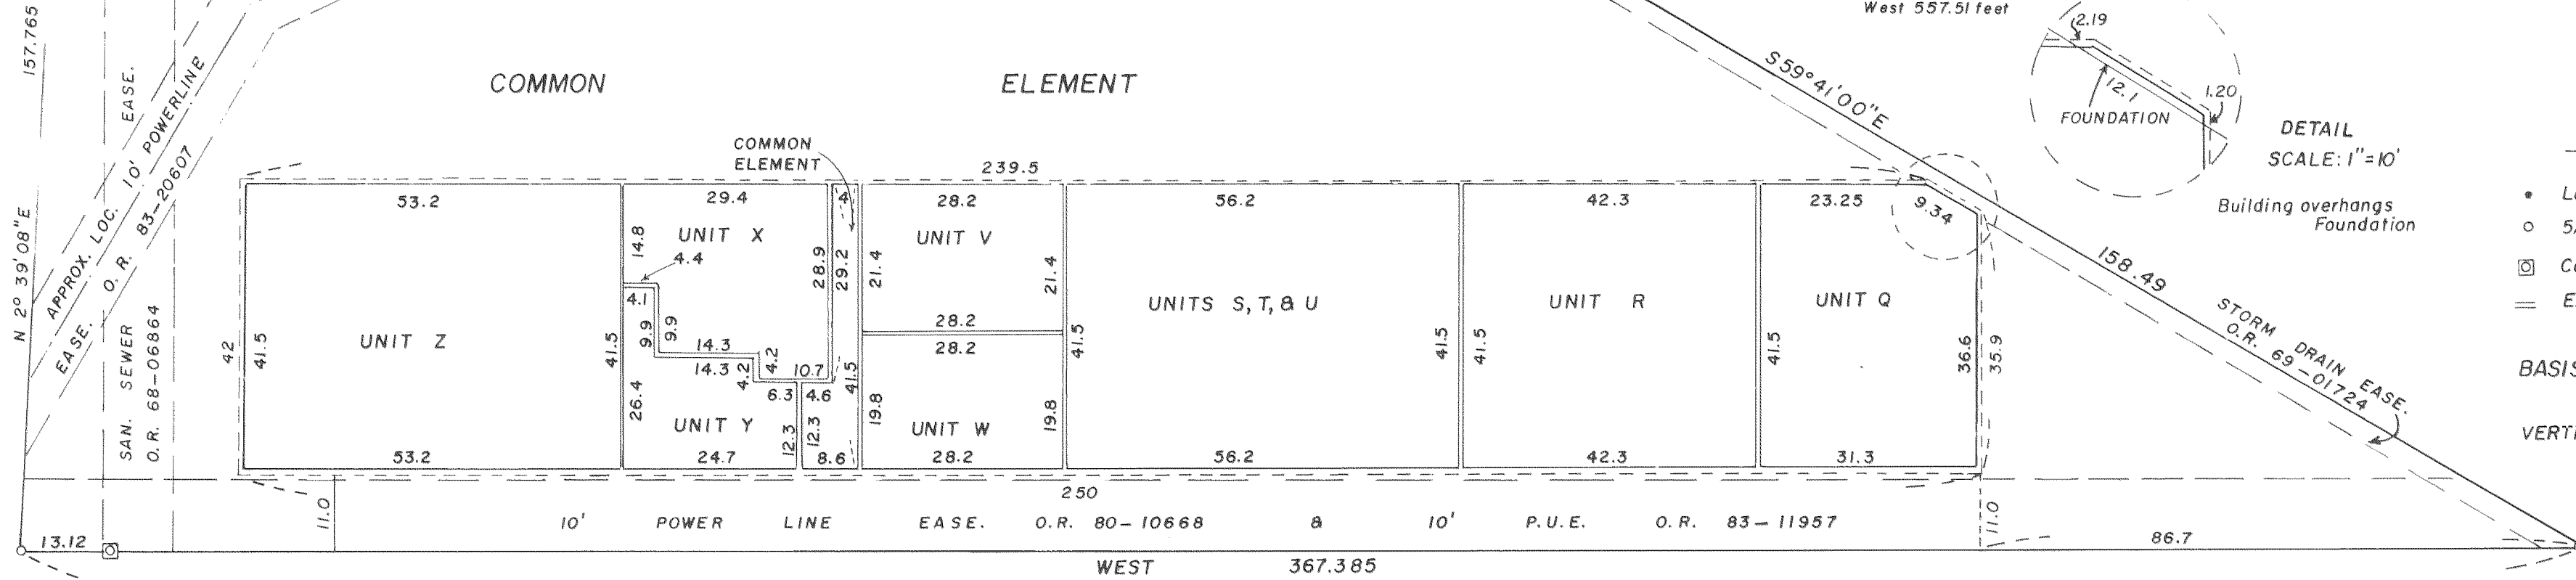 157.765
N 2° 39' 08" E
APPROX. LOC. 10' POWERLINE
EASE. O. R. 83-20607
SAN. SEWER EASE.
O. R. 68-06864
COMMON ELEMENT
COMMON
ELEMENT
239.5
West 557.51 feet
S 59° 41' 00" E
2.19
12.1
1.20
FOUNDATION
DETAIL
SCALE: 1"=10'
Building overhangs
Foundation
53.2
29.4
4
28.2
56.2
42.3
23.25
9.34
14.8
UNIT X
4.4
28.9
29.2
21.4
UNIT V
21.4
4.1
9.9
9.9
UNIT Z
42
41.5
41.5
14.3
14.3
4.2
4.2
10.7
6.3
4.6
41.5
28.2
28.2
UNITS S, T, & U
41.5
41.5
UNIT R
41.5
41.5
UNIT Q
36.6
35.9
158.49
STORM DRAIN EASE.
O.R. 69-01724
26.4
UNIT Y
12.3
12.3
19.8
UNIT W
19.8
53.2
24.7
8.6
28.2
56.2
42.3
31.3
250
11.0
10' POWER LINE EASE. O.R. 80-10668 & 10' P.U.E. O.R. 83-11957
11.0
13.12
86.7
WEST 367.385
BASIS
VERTI